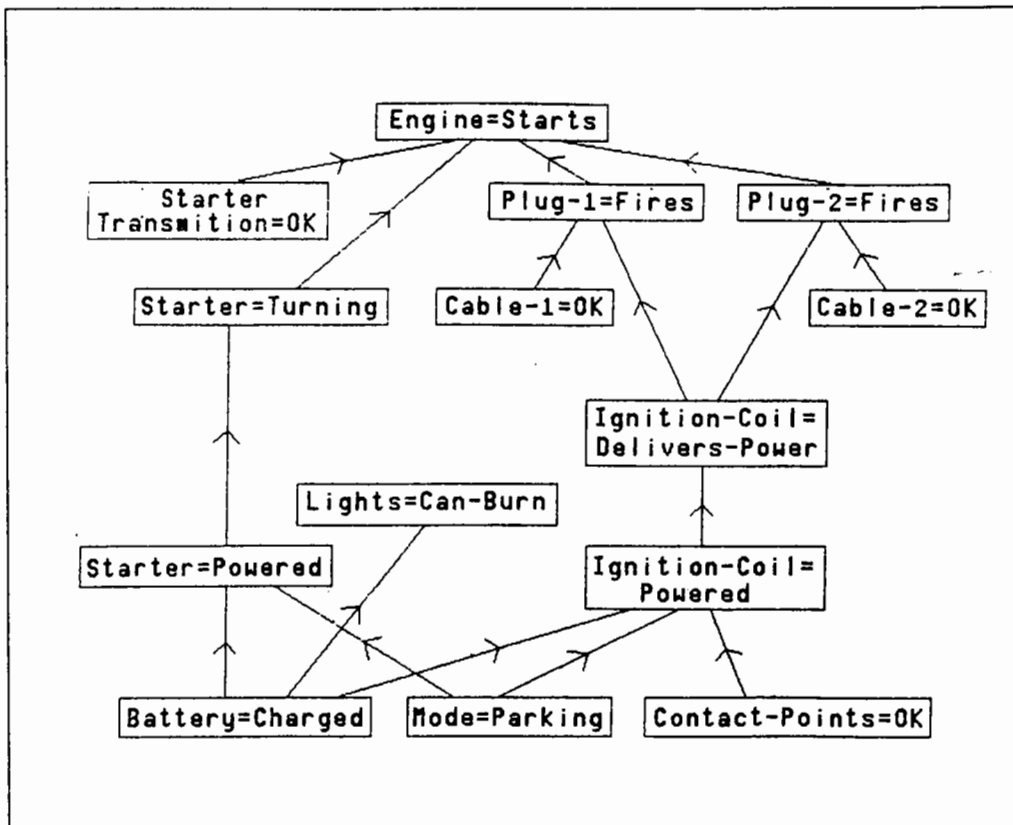 Engine=Starts
Starter
Transmition=OK
Plug-1=Fires
Plug-2=Fires
Starter=Turning
Cable-1=OK
Cable-2=OK
Ignition-Coil=
Delivers-Power
Lights=Can-Burn
Starter=Powered
Ignition-Coil=
Powered
Battery=Charged
Mode=Parking
Contact-Points=OK